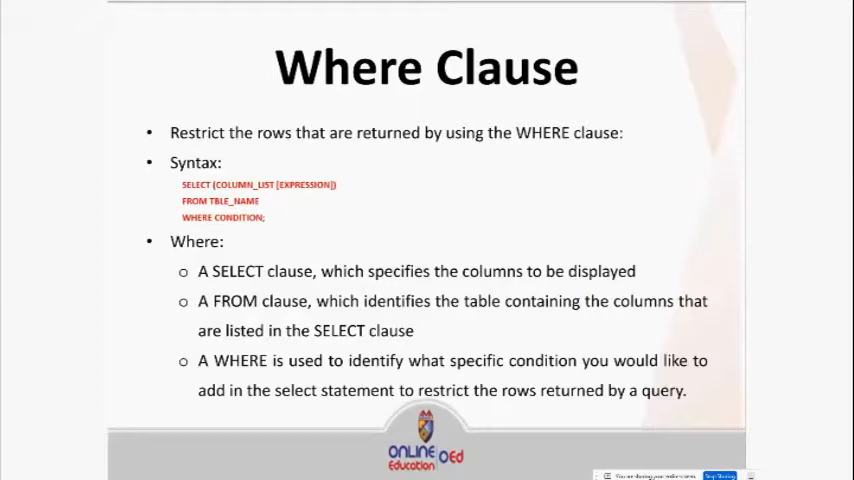 Where Clause
• Restrict the rows that are returned by using the WHERE clause:
• Syntax:
SELECT (COLUMN_LIST [EXPRESSION])
FROM TBLE_NAME
WHERE CONDITION;
• Where:
o A SELECT clause, which specifies the columns to be displayed
o A FROM clause, which identifies the table containing the columns that
are listed in the SELECT clause
o A WHERE is used to identify what specific condition you would like to
add in the select statement to restrict the rows returned by a query.
ONLINE
Education OEd
Stop Sharing